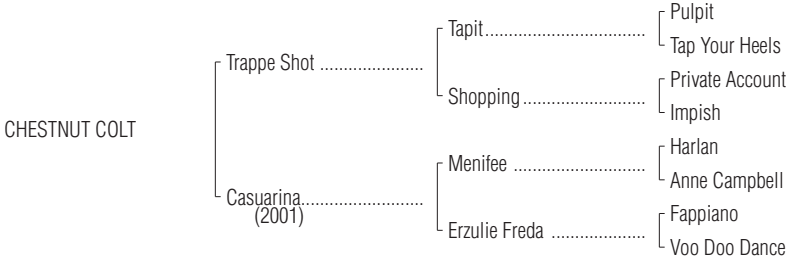 Pulpit
Tapit..................................
Tap Your Heels
Trappe Shot ......................
Private Account
Shopping..........................
Impish
CHESTNUT COLT
Harlan
Menifee ............................
Anne Campbell
Casuarina..........................
(2001)
Fappiano
Erzulie Freda ....................
Voo Doo Dance